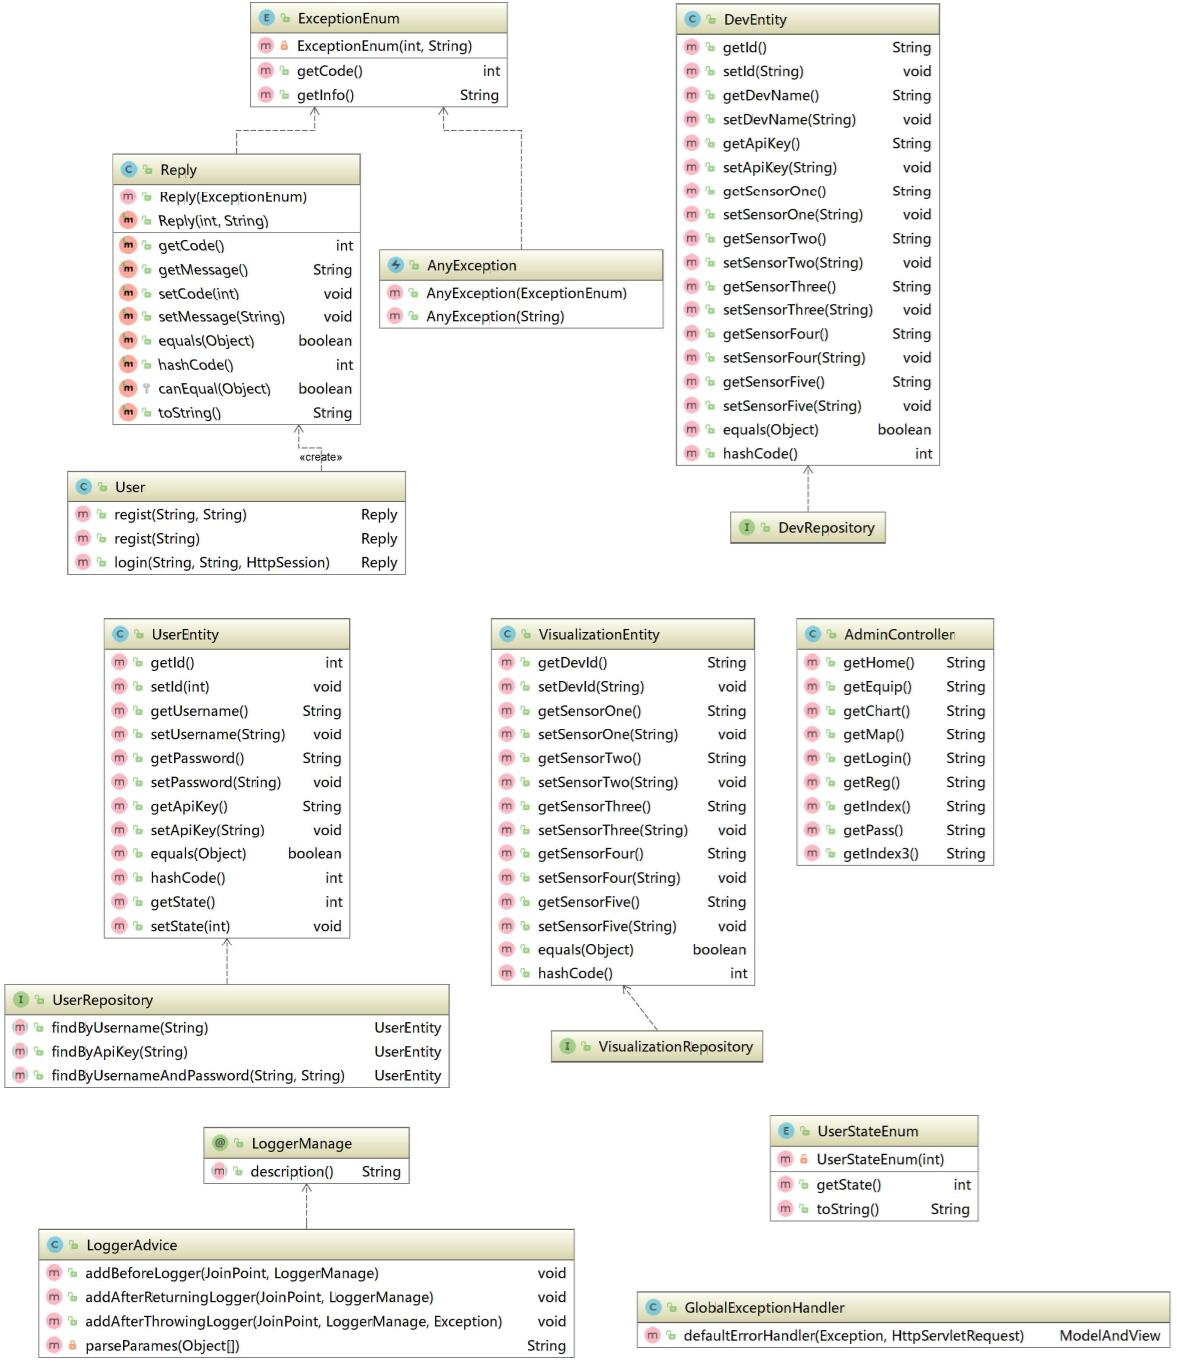 ExceptionEnum
ExceptionEnum(int, String)
getCode() int
getInfo() String
Reply
Reply(ExceptionEnum)
Reply(int, String)
getCode() int
getMessage() String
setCode(int) void
setMessage(String) void
equals(Object) boolean
hashCode() int
canEqual(Object) boolean
toString() String
AnyException
AnyException(ExceptionEnum)
AnyException(String)
«create»
User
regist(String, String) Reply
regist(String) Reply
login(String, String, HttpSession) Reply
DevEntity
getId() String
setId(String) void
getDevName() String
setDevName(String) void
getApiKey() String
setApiKey(String) void
getSensorOne() String
setSensorOne(String) void
getSensorTwo() String
setSensorTwo(String) void
getSensorThree() String
setSensorThree(String) void
getSensorFour() String
setSensorFour(String) void
getSensorFive() String
setSensorFive(String) void
equals(Object) boolean
hashCode() int
DevRepository
UserEntity
getId() int
setId(int) void
getUsername() String
setUsername(String) void
getPassword() String
setPassword(String) void
getApiKey() String
setApiKey(String) void
equals(Object) boolean
hashCode() int
getState() int
setState(int) void
UserRepository
findByUsername(String) UserEntity
findByApiKey(String) UserEntity
findByUsernameAndPassword(String, String) UserEntity
VisualizationEntity
getDevId() String
setDevId(String) void
getSensorOne() String
setSensorOne(String) void
getSensorTwo() String
setSensorTwo(String) void
getSensorThree() String
setSensorThree(String) void
getSensorFour() String
setSensorFour(String) void
getSensorFive() String
setSensorFive(String) void
equals(Object) boolean
hashCode() int
VisualizationRepository
AdminController
getHome() String
getEquip() String
getChart() String
getMap() String
getLogin() String
getReg() String
getIndex() String
getPass() String
getIndex3() String
LoggerManage
description() String
LoggerAdvice
addBeforeLogger(JoinPoint, LoggerManage) void
addAfterReturningLogger(JoinPoint, LoggerManage) void
addAfterThrowingLogger(JoinPoint, LoggerManage, Exception) void
parseParames(Object[]) String
UserStateEnum
UserStateEnum(int)
getState() int
toString() String
GlobalExceptionHandler
defaultErrorHandler(Exception, HttpServletRequest) ModelAndView